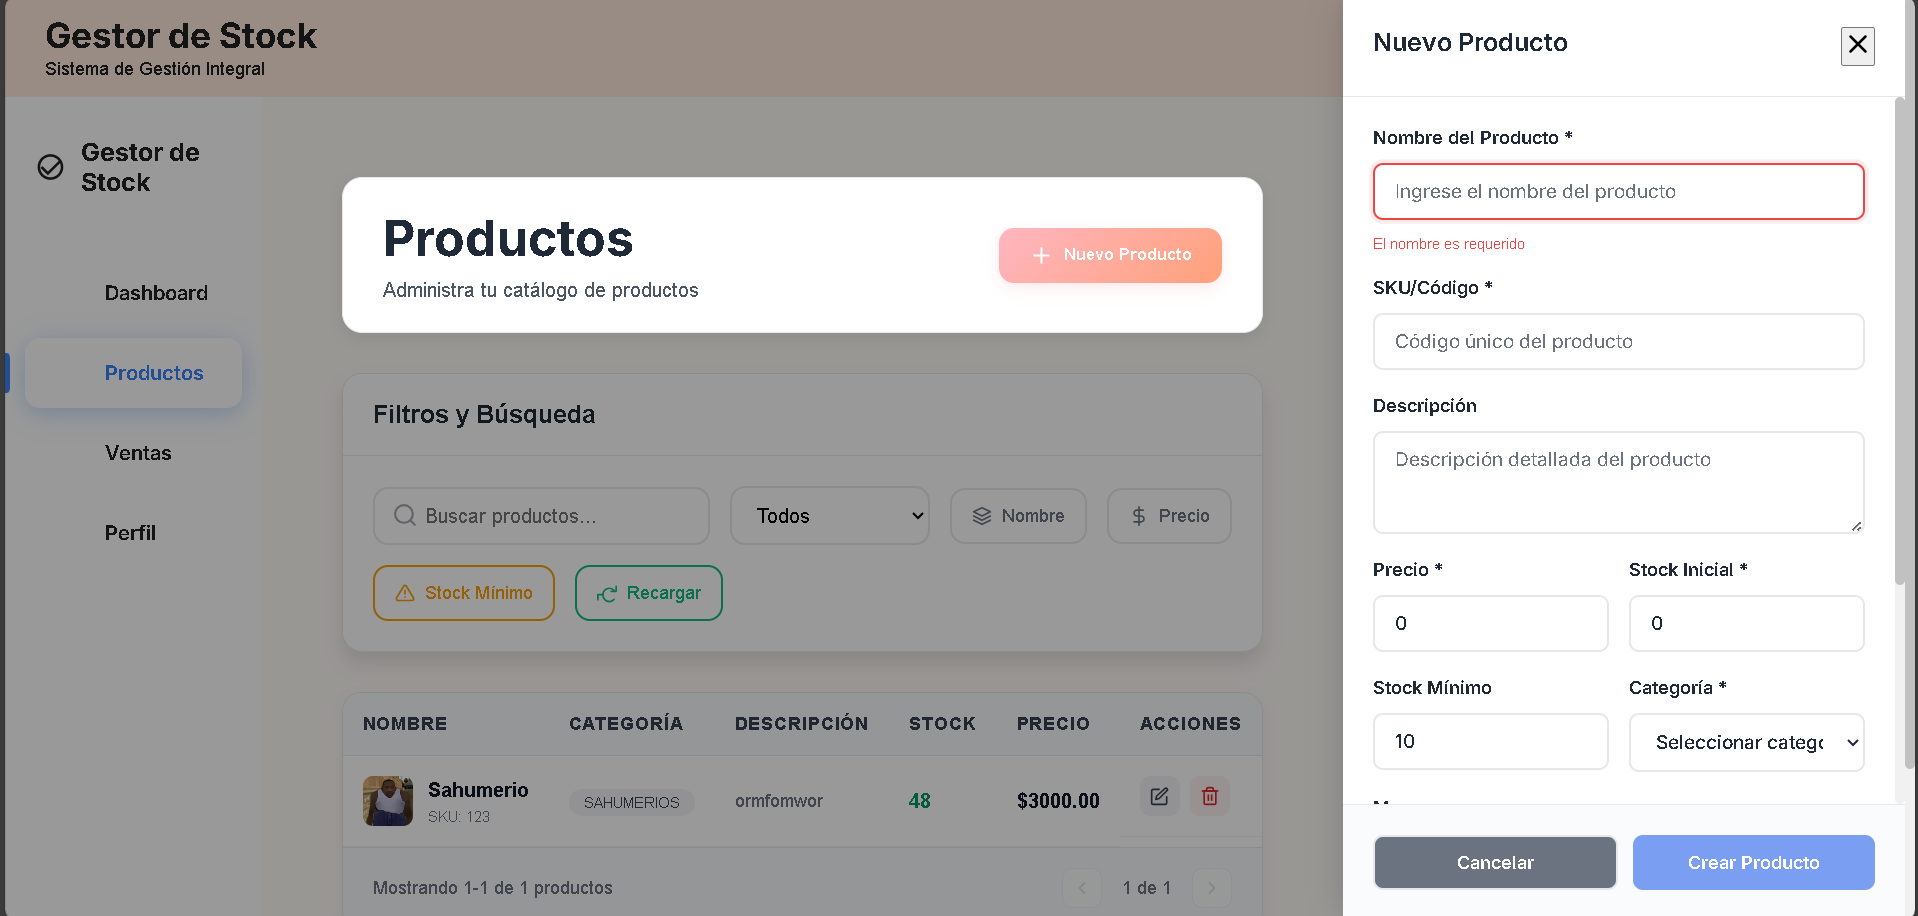 Gestor de Stock
Sistema de Gestión Integral
Gestor de
Stock
Dashboard
Productos
Ventas
Perfil
Productos
Administra tu catálogo de productos
Nuevo Producto
Filtros y Búsqueda
Buscar productos...
Todos
Nombre
Precio
Stock Mínimo
Recargar
NOMBRE CATEGORÍA DESCRIPCIÓN STOCK PRECIO ACCIONES
Sahumerio
SKU: 123
SAHUMERIOS
ormfomwor
48
$3000.00
Mostrando 1-1 de 1 productos
1 de 1
Nuevo Producto
Nombre del Producto *
Ingrese el nombre del producto
El nombre es requerido
SKU/Código *
Código único del producto
Descripción
Descripción detallada del producto
Precio * Stock Inicial *
0 0
Stock Mínimo Categoría *
10 Seleccionar catego
Cancelar
Crear Producto